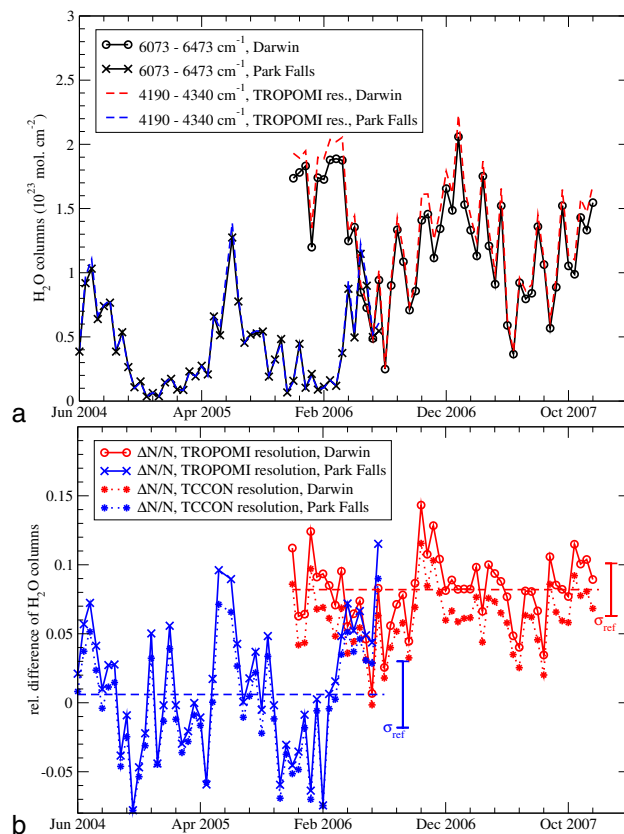 3
2.5
2
1.5
1
0.5
0
H₂O columns (10²³ mol. cm⁻²)
6073 - 6473 cm⁻¹, Darwin
6073 - 6473 cm⁻¹, Park Falls
4190 - 4340 cm⁻¹, TROPOMI res., Darwin
4190 - 4340 cm⁻¹, TROPOMI res., Park Falls
Jun 2004 Apr 2005 Feb 2006 Dec 2006 Oct 2007
a
ΔN/N, TROPOMI resolution, Darwin
ΔN/N, TROPOMI resolution, Park Falls
ΔN/N, TCCON resolution, Darwin
ΔN/N, TCCON resolution, Park Falls
0.15
0.1
0.05
0
-0.05
rel. difference of H₂O columns
σref
σref
Jun 2004 Apr 2005 Feb 2006 Dec 2006 Oct 2007
b